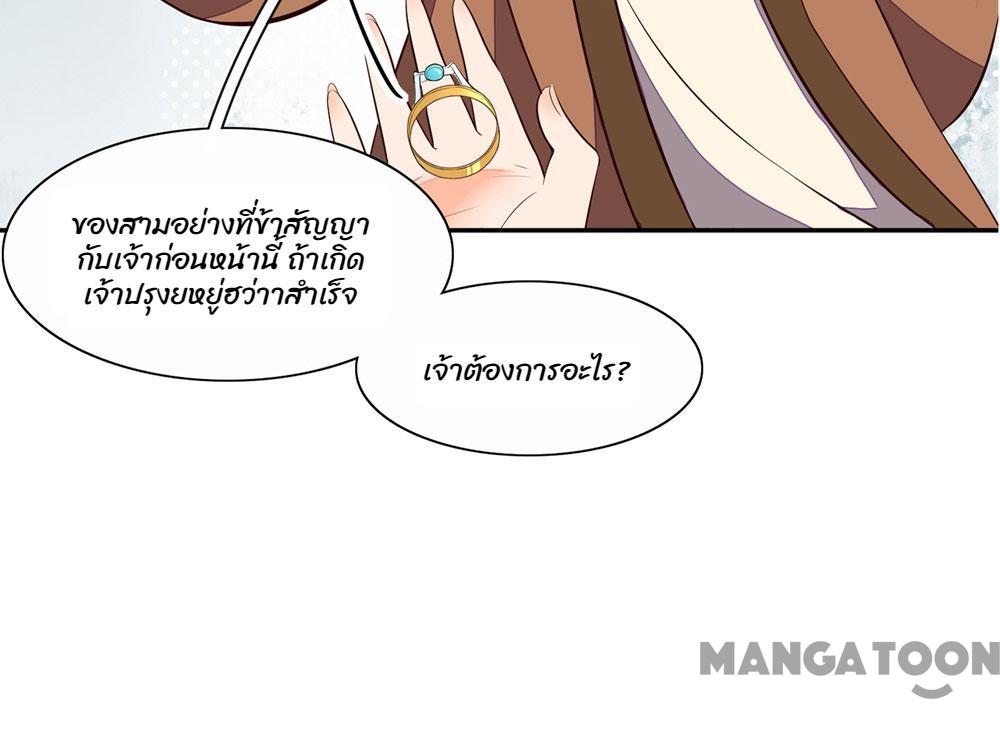 ของสามอย่างที่ข้าสัญญา
กับเจ้าก่อนหน้านี้ ถ้าเกิด
เจ้าปรุงยหยู่ฮว่าาสำเร็จ
เจ้าต้องการอะไร?
MANGATOON